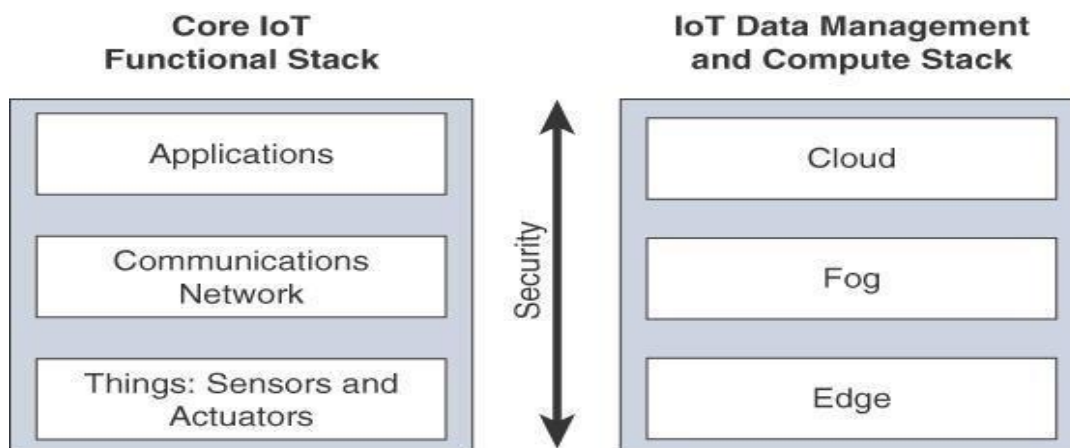 Core IoT
Functional Stack
Applications
Communications
Network
Things: Sensors and
Actuators
Security
IoT Data Management
and Compute Stack
Cloud
Fog
Edge